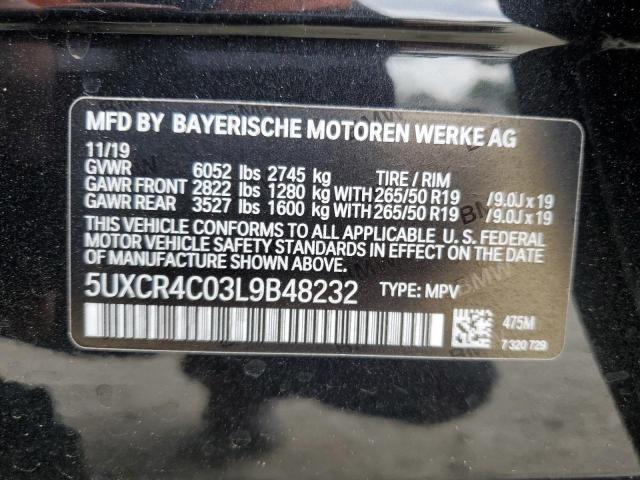 MFD BY BAYERISCHE MOTOREN WERKE AG
11/19
GVWR 6052 lbs 2745 kg TIRE / RIM
GAWR FRONT 2822 lbs 1280 kg WITH 265/50 R19 /9.0J x 19
GAWR REAR 3527 lbs 1600 kg WITH 265/50 R19 /9.0J x 19
THIS VEHICLE CONFORMS TO ALL APPLICABLE U. S. FEDERAL
MOTOR VEHICLE SAFETY STANDARDS IN EFFECT ON THE DATE
OF MANUFACTURE SHOWN ABOVE.
5UXCR4C03L9B48232 TYPE: MPV
475M
7 320 729